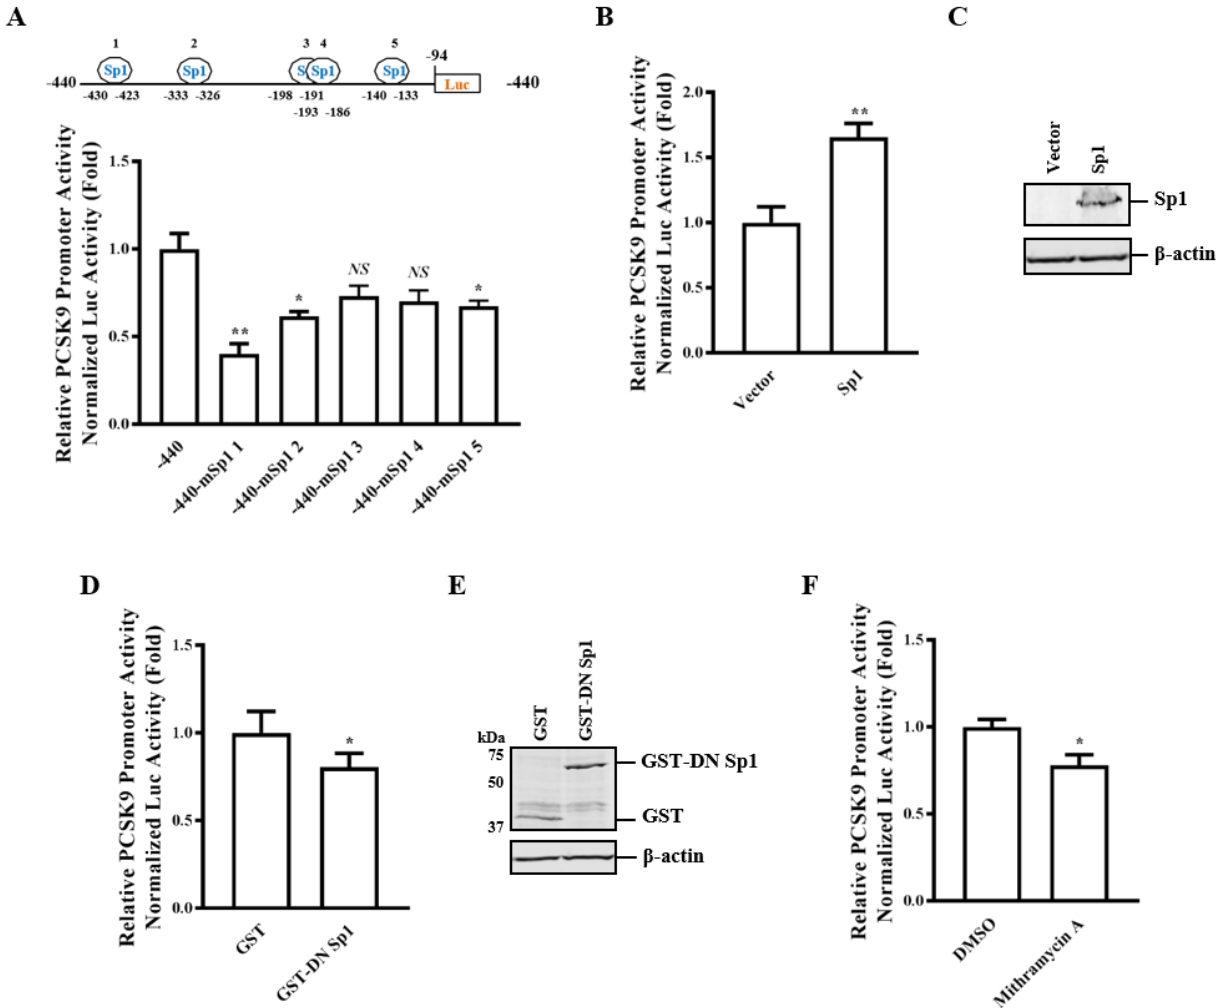 A
1 2 3 4 5
Sp1 Sp1 S Sp1 Sp1
-94
-440 Luc -440
-430 -423 -333 -326 -198 -191 -140 -133
-193 -186
Relative PCSK9 Promoter Activity
Normalized Luc Activity (Fold)
1.5
1.0
0.5
0.0
**
*
NS
NS
*
-440
-440-mSp1 1
-440-mSp1 2
-440-mSp1 3
-440-mSp1 4
-440-mSp1 5
B
Relative PCSK9 Promoter Activity
Normalized Luc Activity (Fold)
2.0
1.5
1.0
0.5
0.0
**
Vector
Sp1
C
Vector
Sp1
Sp1
β-actin
D
Relative PCSK9 Promoter Activity
Normalized Luc Activity (Fold)
1.5
1.0
0.5
0.0
*
GST
GST-DN Sp1
E
GST
GST-DN Sp1
kDa
75
50
37
GST-DN Sp1
GST
β-actin
F
Relative PCSK9 Promoter Activity
Normalized Luc Activity (Fold)
1.5
1.0
0.5
0.0
*
DMSO
Mithramycin A